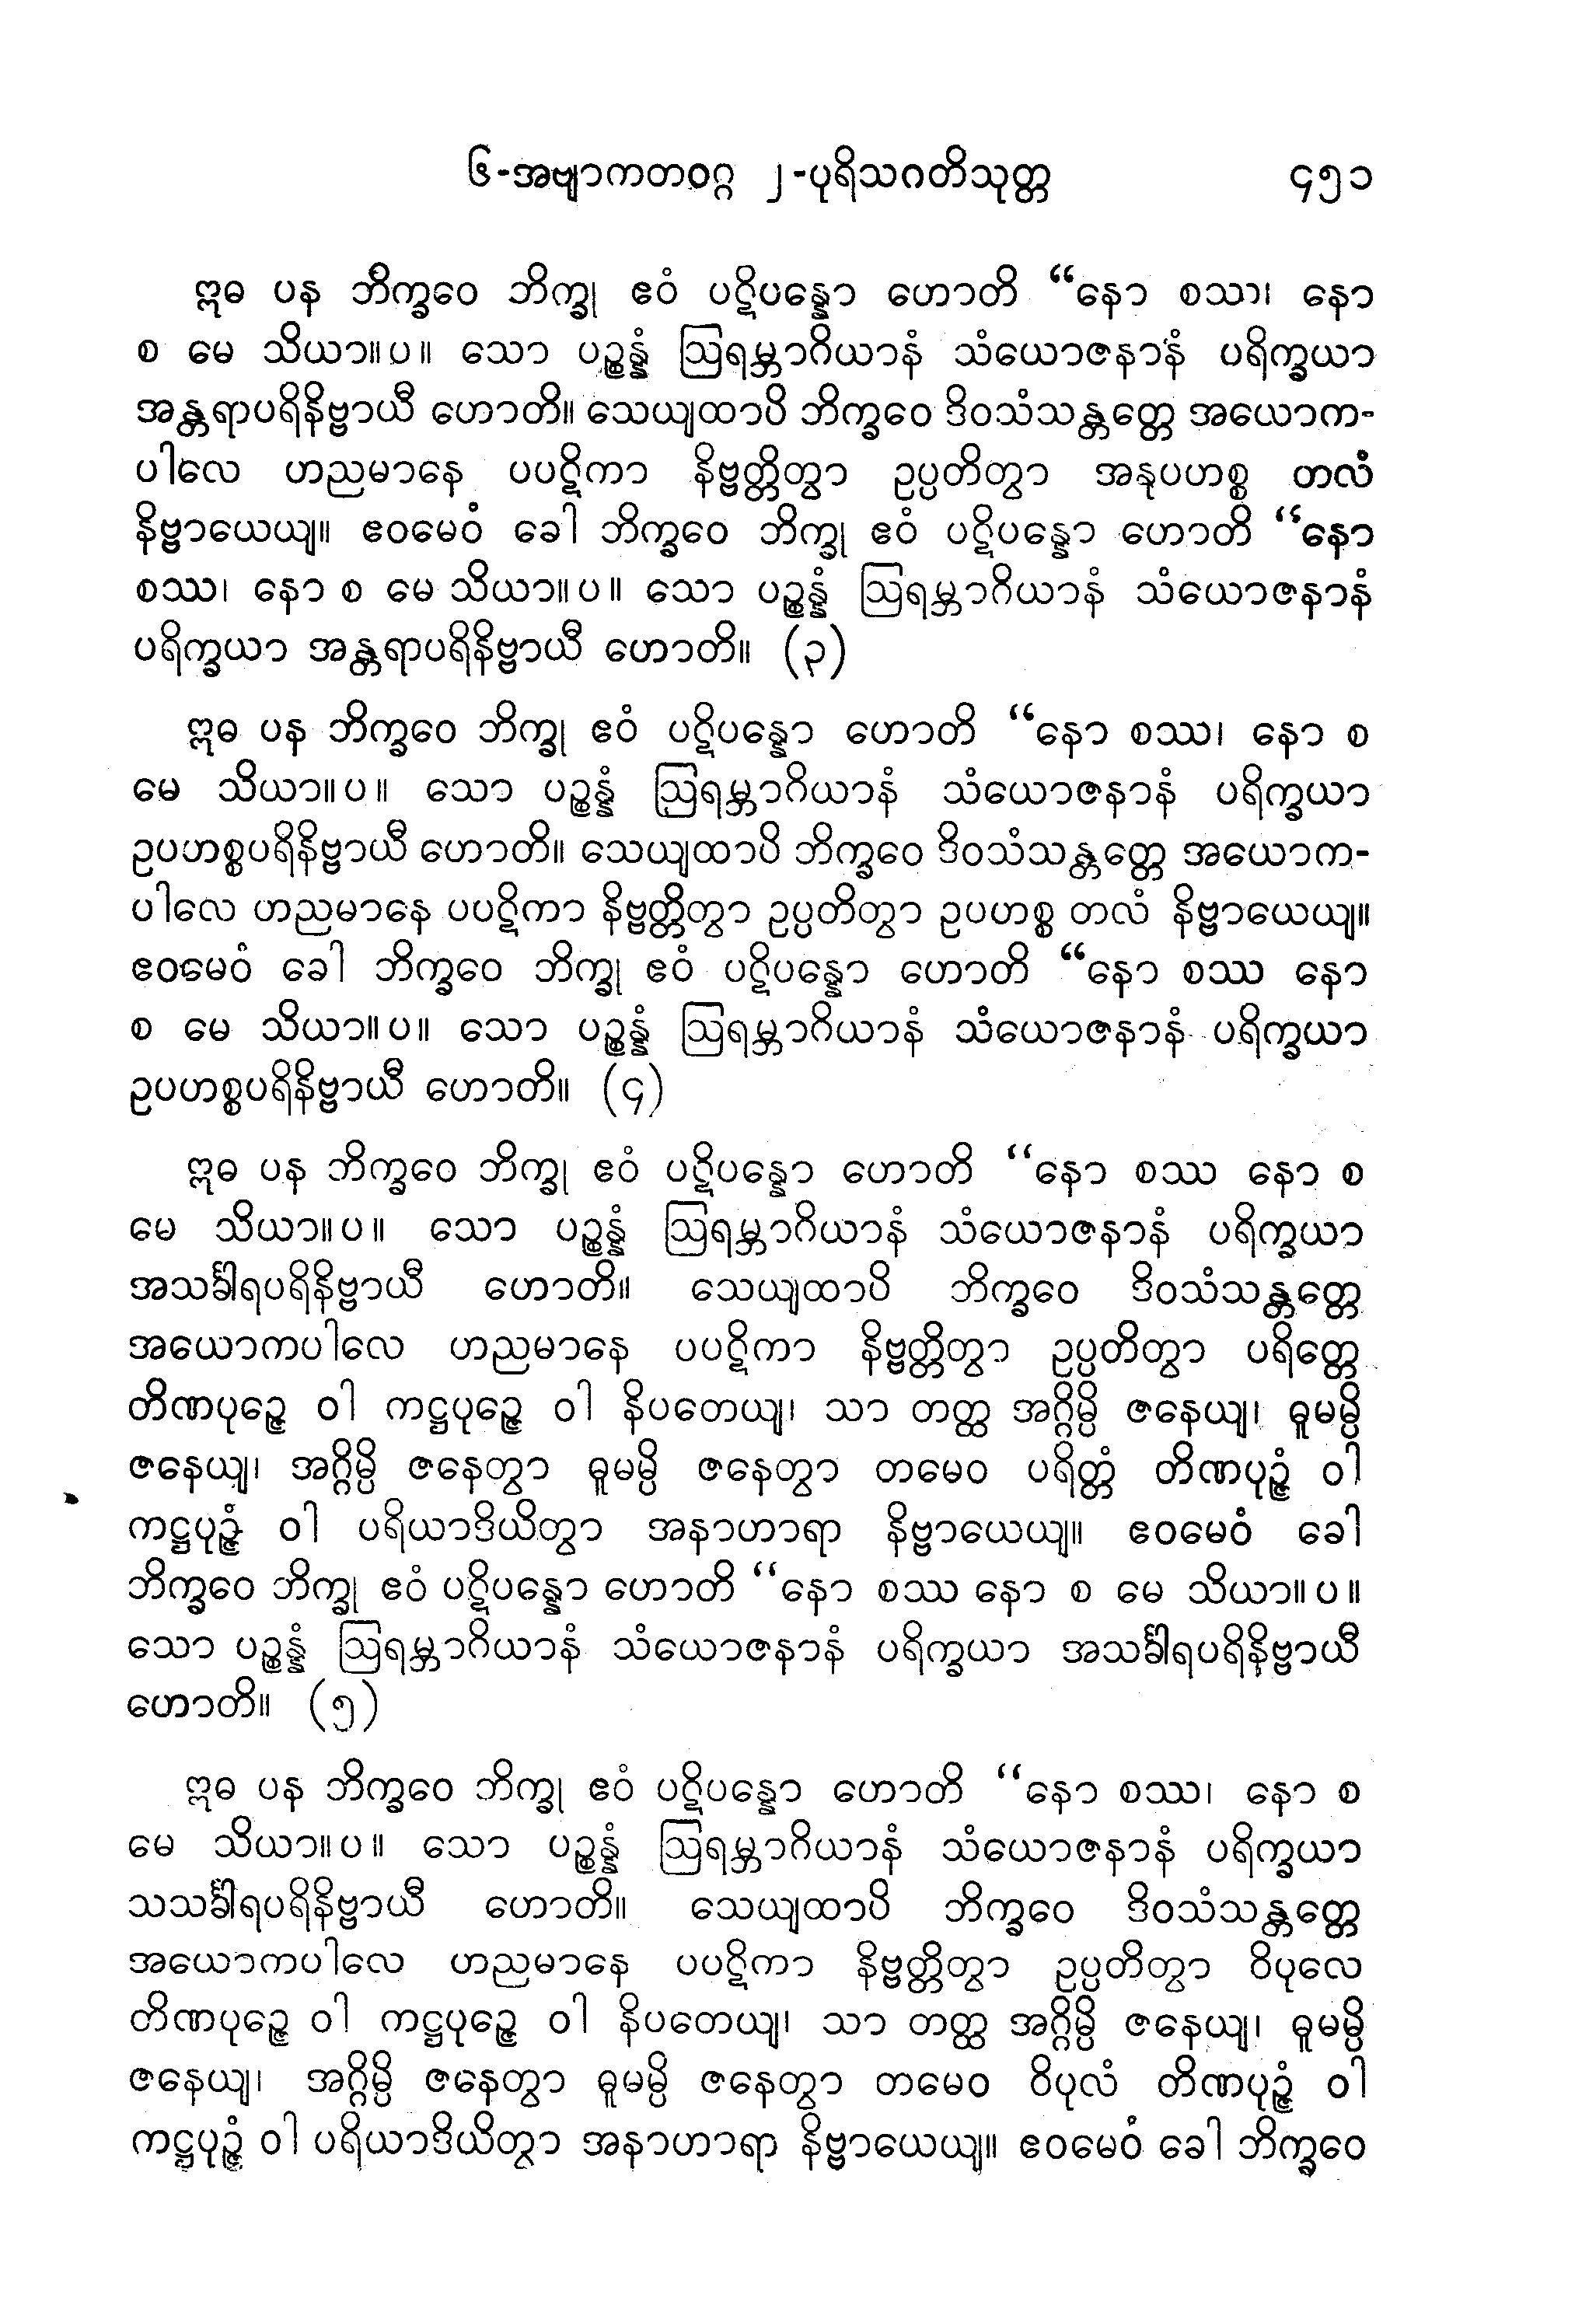 ၆-အဗျာကတဝဂ္ဂ ၂-ပုရိသဂတိသုတ္တ ၄၅၁
ဣဓ ပန ဘိက္ခဝေ ဘိက္ခု ဧဝံ ပဋိပန္နော ဟောတိ “နော စဿ၊ နော
စ မေ သိယာ။ပ။ သော ပဉ္စန္နံ ဩရမ္ဘာဂိယာနံ သံယောဇနာနံ ပရိက္ခယာ
အန္တရာပရိနိဗ္ဗာယီ ဟောတိ။ သေယျထာပိ ဘိက္ခဝေ ဒိဝသံသန္တတ္တေ အယောက-
ပါလေ ဟညမာနေ ပပဋိကာ နိဗ္ဗတ္တိတွာ ဥပ္ပတိတွာ အနုပဟစ္စ တလံ
နိဗ္ဗာယေယျ။ ဧဝမေဝံ ခေါ ဘိက္ခဝေ ဘိက္ခု ဧဝံ ပဋိပန္နော ဟောတိ “နော
စဿ၊ နော စ မေ သိယာ။ပ။ သော ပဉ္စန္နံ ဩရမ္ဘာဂိယာနံ သံယောဇနာနံ
ပရိက္ခယာ အန္တရာပရိနိဗ္ဗာယီ ဟောတိ။ (၃)
ဣဓ ပန ဘိက္ခဝေ ဘိက္ခု ဧဝံ ပဋိပန္နော ဟောတိ “နော စဿ၊ နော စ
မေ သိယာ။ပ။ သော ပဉ္စန္နံ ဩရမ္ဘာဂိယာနံ သံယောဇနာနံ ပရိက္ခယာ
ဥပဟစ္စပရိနိဗ္ဗာယီ ဟောတိ။ သေယျထာပိ ဘိက္ခဝေ ဒိဝသံသန္တတ္တေ အယောက-
ပါလေ ဟညမာနေ ပပဋိကာ နိဗ္ဗတ္တိတွာ ဥပ္ပတိတွာ ဥပဟစ္စ တလံ နိဗ္ဗာယေယျ။
ဧဝမေဝံ ခေါ ဘိက္ခဝေ ဘိက္ခု ဧဝံ ပဋိပန္နော ဟောတိ “နော စဿ နော
စ မေ သိယာ။ပ။ သော ပဉ္စန္နံ ဩရမ္ဘာဂိယာနံ သံယောဇနာနံ ပရိက္ခယာ
ဥပဟစ္စပရိနိဗ္ဗာယီ ဟောတိ။ (၄)
ဣဓ ပန ဘိက္ခဝေ ဘိက္ခု ဧဝံ ပဋိပန္နော ဟောတိ “နော စဿ နော စ
မေ သိယာ။ပ။ သော ပဉ္စန္နံ ဩရမ္ဘာဂိယာနံ သံယောဇနာနံ ပရိက္ခယာ
အသင်္ခါရပရိနိဗ္ဗာယီ ဟောတိ။ သေယျထာပိ ဘိက္ခဝေ ဒိဝသံသန္တတ္တေ
အယောကပါလေ ဟညမာနေ ပပဋိကာ နိဗ္ဗတ္တိတွာ ဥပ္ပတိတွာ ပရိတ္တေ
တိဏပုဉ္ဇေ ဝါ ကဋ္ဌပုဉ္ဇေ ဝါ နိပတေယျ၊ သာ တတ္ထ အဂ္ဂိမ္ပိ ဇနေယျ၊ ဓူမမ္ပိ
ဇနေယျ၊ အဂ္ဂိမ္ပိ ဇနေတွာ ဓူမမ္ပိ ဇနေတွာ တမေဝ ပရိတ္တံ တိဏပုဉ္ဇံ ဝါ
ကဋ္ဌပုဉ္ဇံ ဝါ ပရိယာဒိယိတွာ အနာဟာရာ နိဗ္ဗာယေယျ။ ဧဝမေဝံ ခေါ
ဘိက္ခဝေ ဘိက္ခု ဧဝံ ပဋိပန္နော ဟောတိ “နော စဿ နော စ မေ သိယာ။ပ။
သော ပဉ္စန္နံ ဩရမ္ဘာဂိယာနံ သံယောဇနာနံ ပရိက္ခယာ အသင်္ခါရပရိနိဗ္ဗာယီ
ဟောတိ။ (၅)
ဣဓ ပန ဘိက္ခဝေ ဘိက္ခု ဧဝံ ပဋိပန္နော ဟောတိ “နော စဿ၊ နော စ
မေ သိယာ။ပ။ သော ပဉ္စန္နံ ဩရမ္ဘာဂိယာနံ သံယောဇနာနံ ပရိက္ခယာ
သသင်္ခါရပရိနိဗ္ဗာယီ ဟောတိ။ သေယျထာပိ ဘိက္ခဝေ ဒိဝသံသန္တတ္တေ
အယောကပါလေ ဟညမာနေ ပပဋိကာ နိဗ္ဗတ္တိတွာ ဥပ္ပတိတွာ ဝိပုလေ
တိဏပုဉ္ဇေ ဝါ ကဋ္ဌပုဉ္ဇေ ဝါ နိပတေယျ၊ သာ တတ္ထ အဂ္ဂိမ္ပိ ဇနေယျ၊ ဓူမမ္ပိ
ဇနေယျ၊ အဂ္ဂိမ္ပိ ဇနေတွာ ဓူမမ္ပိ ဇနေတွာ တမေဝ ဝိပုလံ တိဏပုဉ္ဇံ ဝါ
ကဋ္ဌပုဉ္ဇံ ဝါ ပရိယာဒိယိတွာ အနာဟာရာ နိဗ္ဗာယေယျ။ ဧဝမေဝံ ခေါ ဘိက္ခဝေ